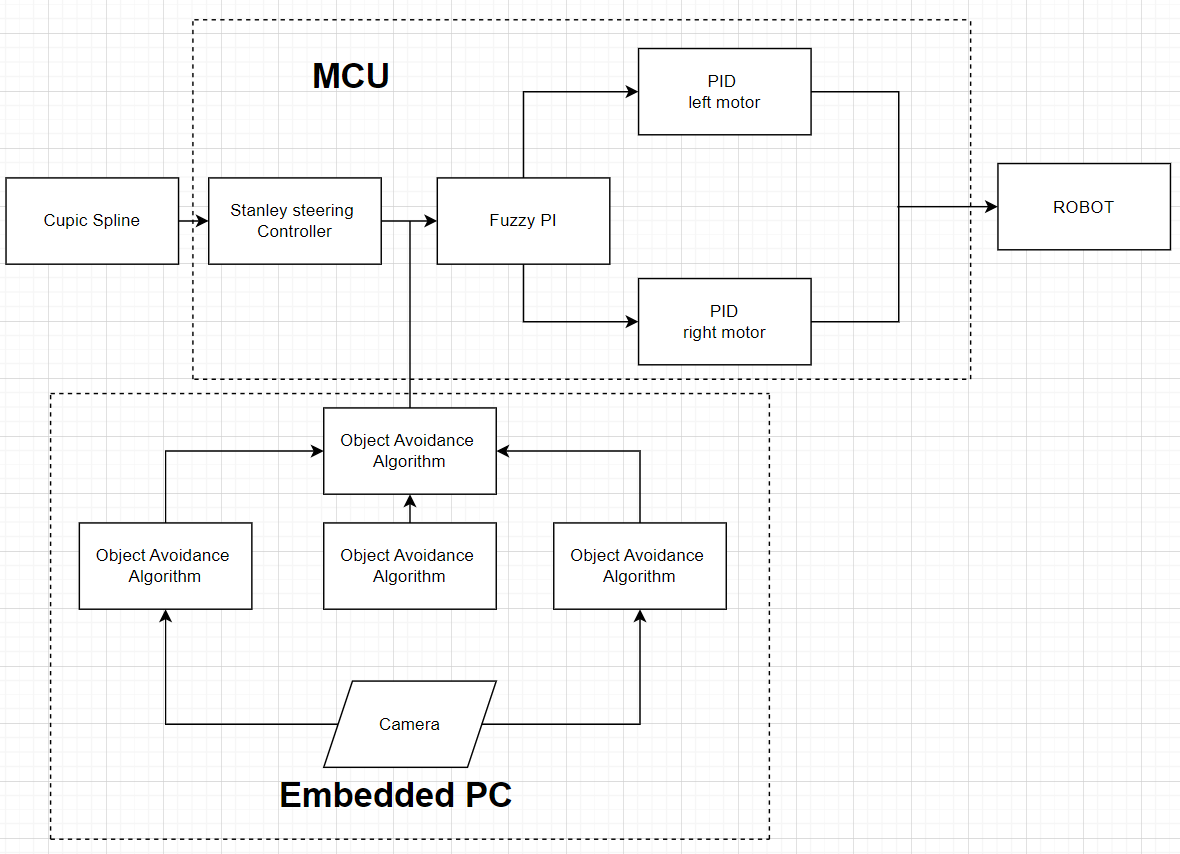 MCU
PID
left motor
Cupic Spline
Stanley steering
Controller
Fuzzy PI
ROBOT
PID
right motor
Object Avoidance
Algorithm
Object Avoidance
Algorithm
Object Avoidance
Algorithm
Object Avoidance
Algorithm
Camera
Embedded PC